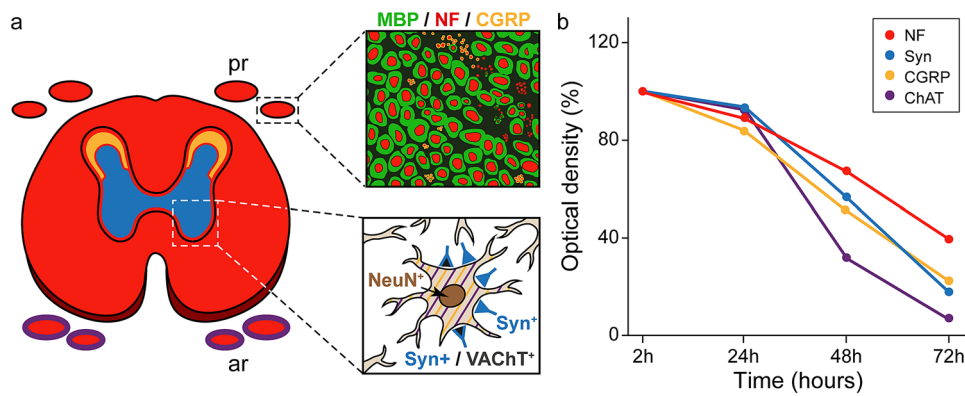 a
MBP / NF / CGRP
pr
NeuN+
Syn+
Syn+ / VAChT+
ar
b
120
80
40
0
Optical density (%)
NF
Syn
CGRP
ChAT
2h
24h
48h
72h
Time (hours)